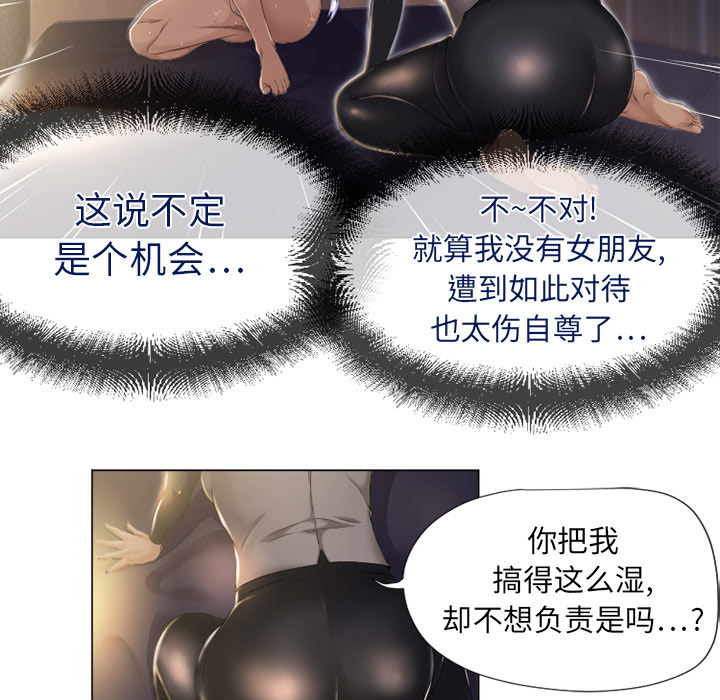 这说不定
是个机会...
不~不对!
就算我没有女朋友,
遭到如此对待
也太伤自尊了...
你把我
搞得这么湿,
却不想负责是吗...?